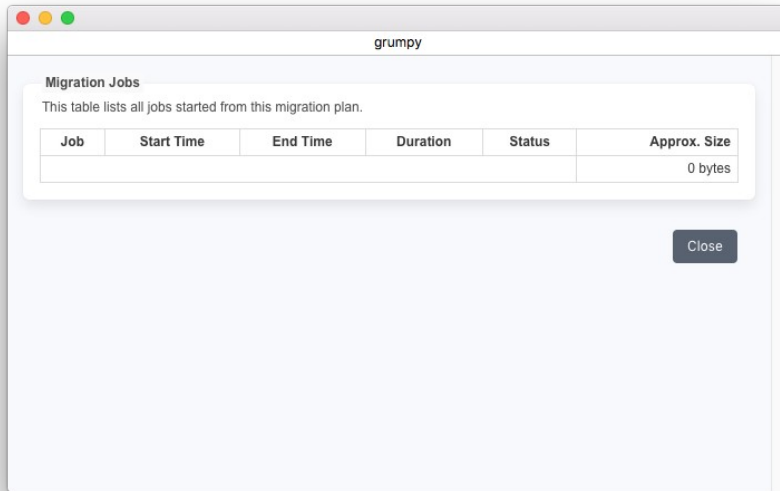 grumpy
Migration Jobs
This table lists all jobs started from this migration plan.
Job Start Time End Time Duration Status Approx. Size
0 bytes
Close